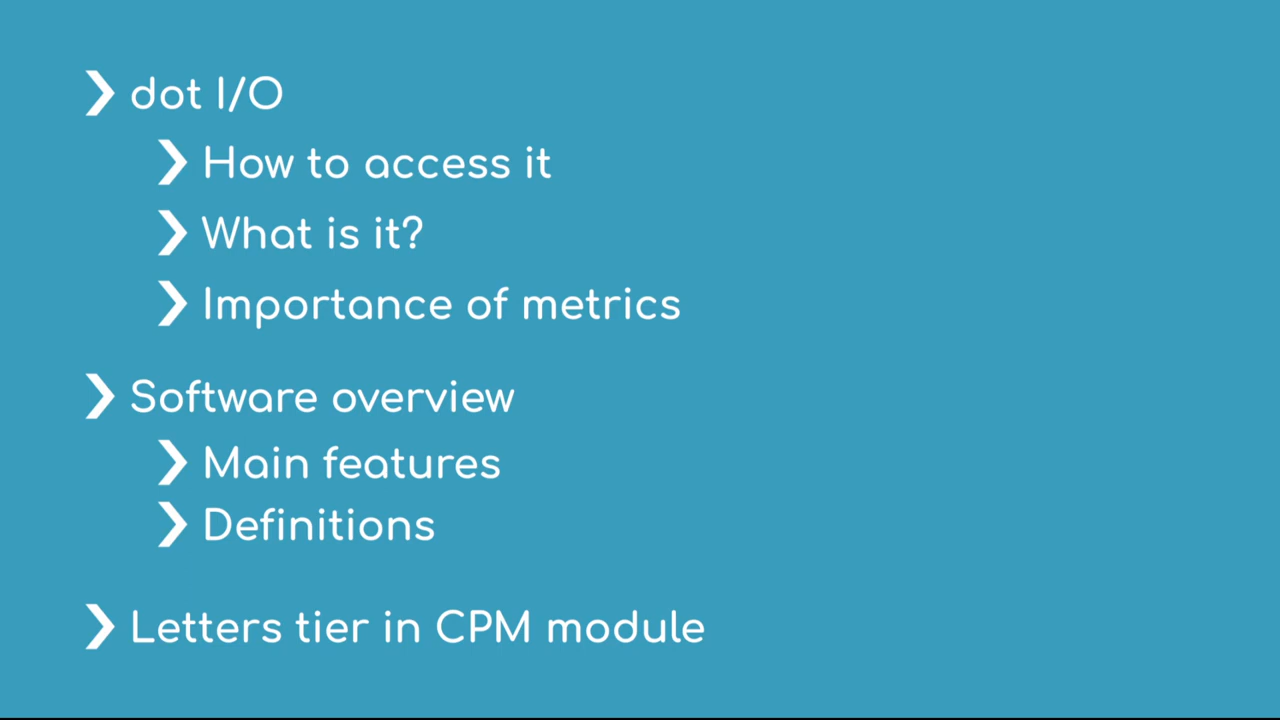 dot I/O
How to access it
What is it?
Importance of metrics
Software overview
Main features
Definitions
Letters tier in CPM module